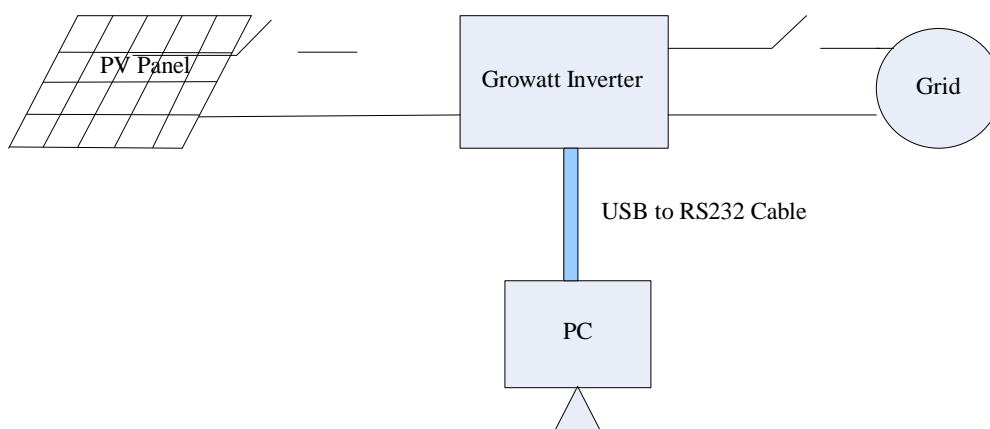 PV Panel
Growatt Inverter
Grid
USB to RS232 Cable
PC